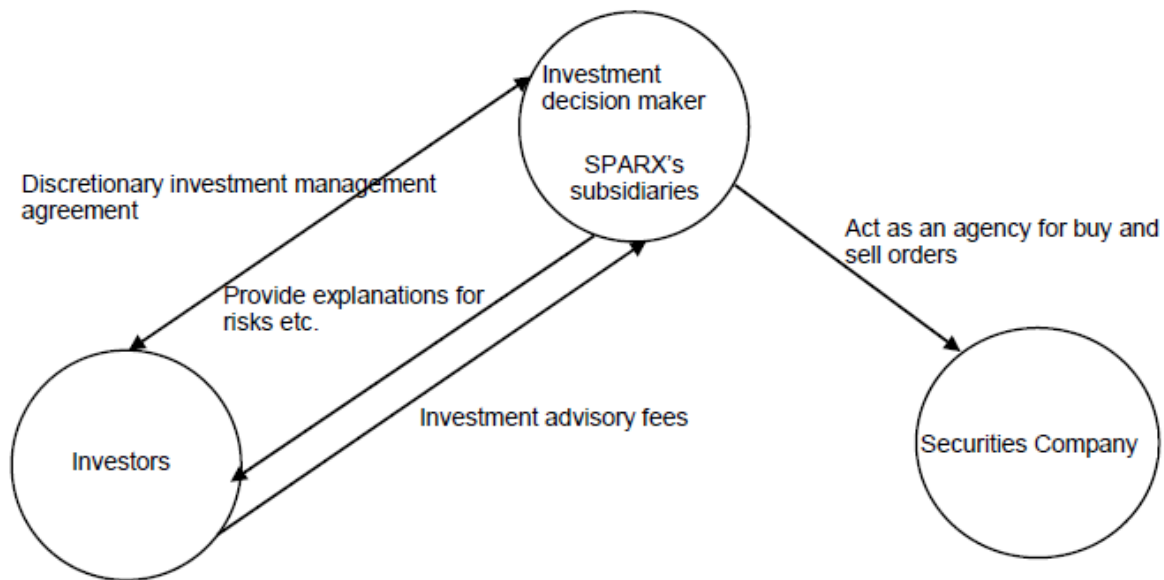 Investment
decision maker
SPARX's
subsidiaries
Discretionary investment management
agreement
Act as an agency for buy and
sell orders
Provide explanations for
risks etc.
Investment advisory fees
Investors
Securities Company